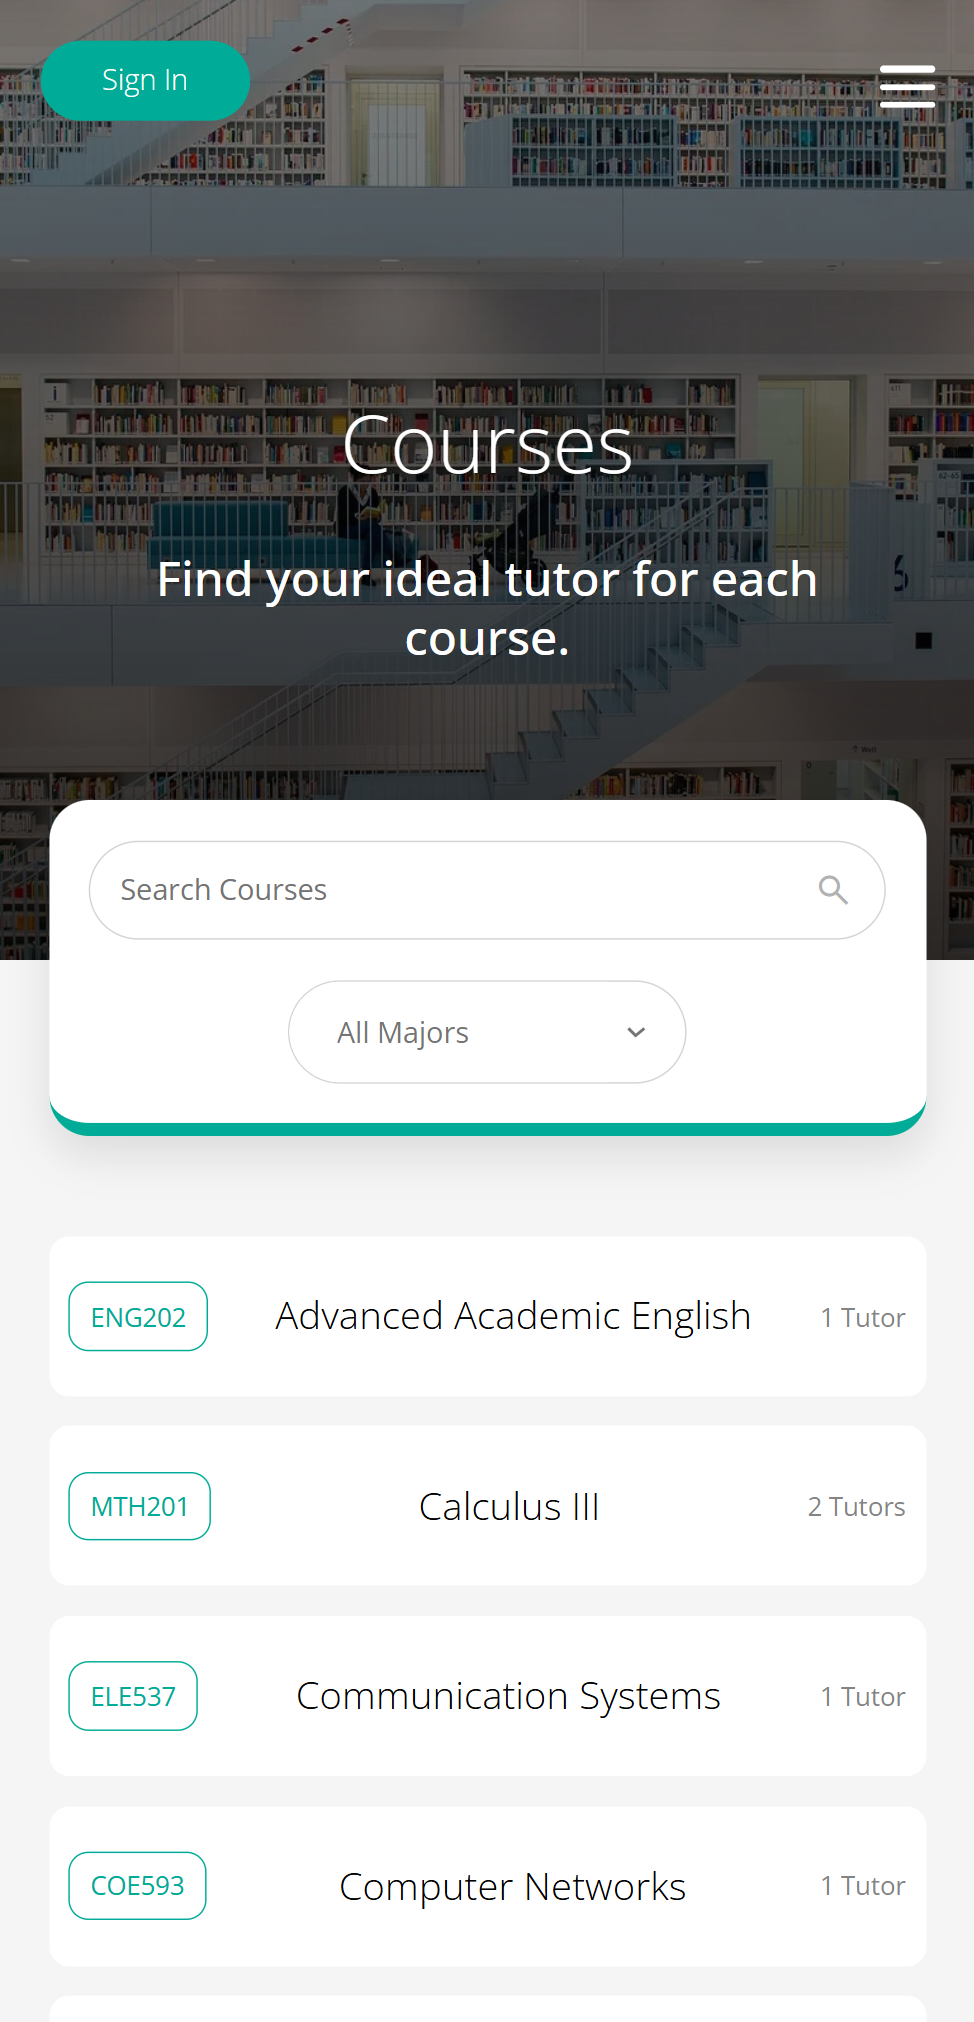 Sign In
Courses
Find your ideal tutor for each
course.
Search Courses
All Majors
ENG202
Advanced Academic English
1 Tutor
MTH201
Calculus III
2 Tutors
ELE537
Communication Systems
1 Tutor
COE593
Computer Networks
1 Tutor